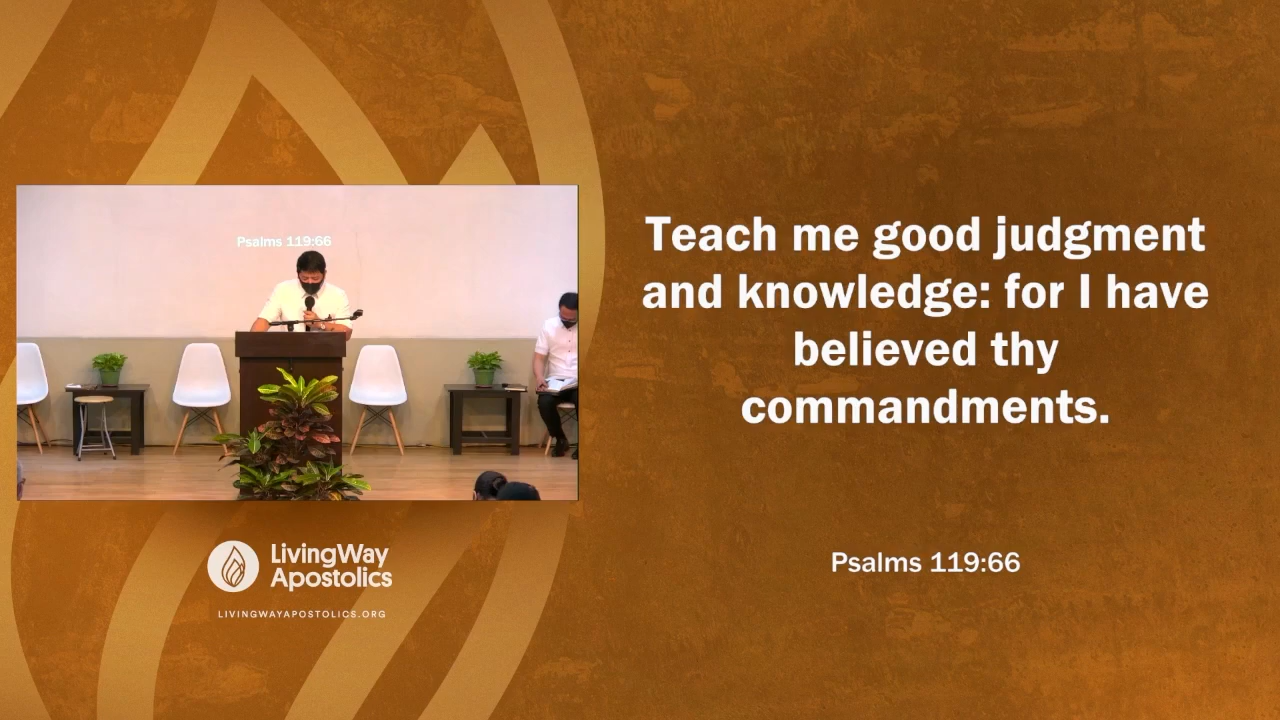 Psalms 119:66
Teach me good judgment
and knowledge: for I have
believed thy
commandments.
Psalms 119:66
LivingWay
Apostolics
LIVINGWAYAPOSTOLICS.ORG